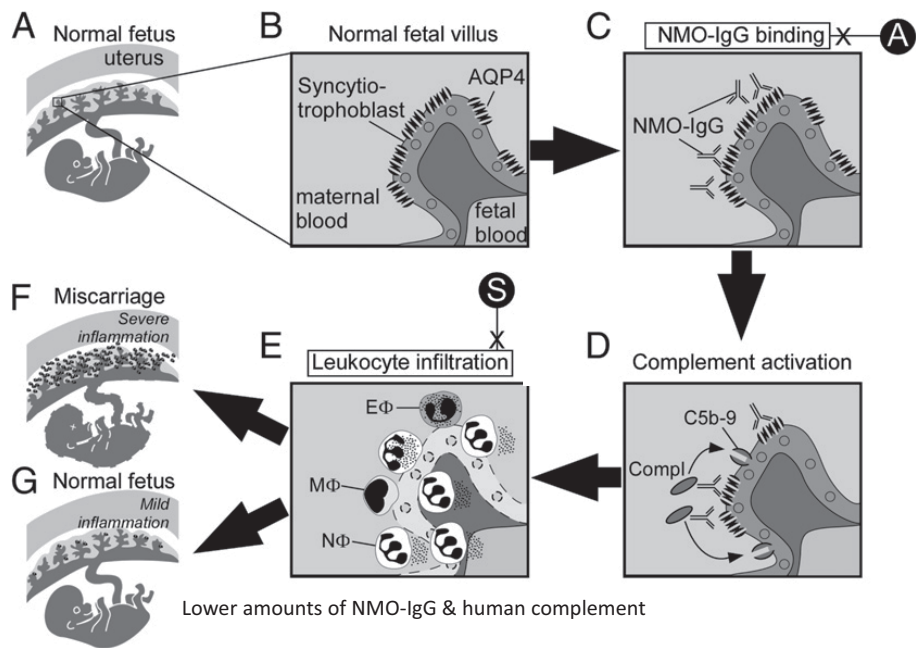 A
Normal fetus
uterus
B
Normal fetal villus
Syncytio-
trophoblast
AQP4
maternal
blood
fetal
blood
C
NMO-IgG binding
X
A
NMO-IgG
D
Complement activation
C5b-9
Compl
S
X
E
Leukocyte infiltration
EΦ
MΦ
NΦ
F
Miscarriage
Severe
inflammation
G
Normal fetus
Mild
inflammation
Lower amounts of NMO-IgG & human complement